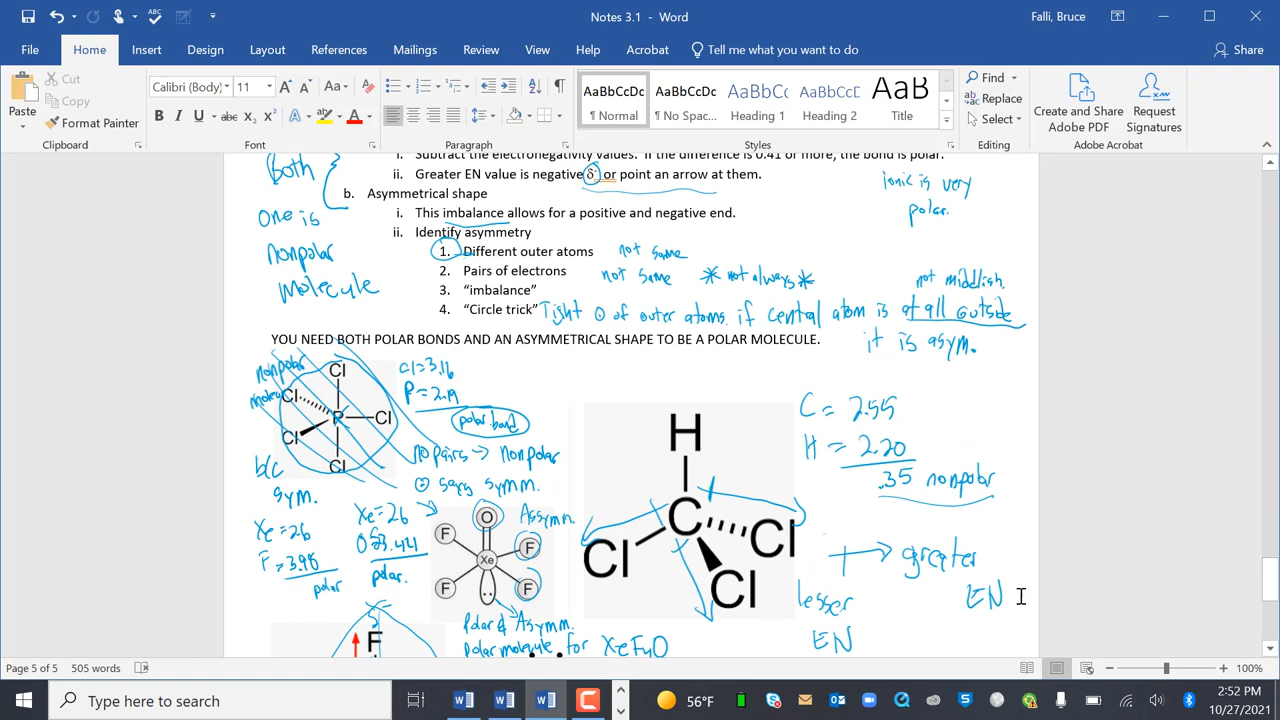 Notes 3.1 - Word
Falli, Bruce
File Home Insert Design Layout References Mailings Review View Help Acrobat Tell me what you want to do Share
Paste
Cut
Copy
Format Painter
Clipboard
Calibri (Body) 11
Font
Paragraph
AaBbCcDc AaBbCcDc AaBbCc AaBbCcD AaB
¶ Normal ¶ No Spac... Heading 1 Heading 2 Title
Styles
Find
Replace
Select
Editing
Create and Share Adobe PDF
Request Signatures
Adobe Acrobat
i. Subtract the electronegativity values. If the difference is 0.41 or more, the bond is polar.
ii. Greater EN value is negative δ- or point an arrow at them.
b. Asymmetrical shape
i. This imbalance allows for a positive and negative end.
ii. Identify asymmetry
1. Different outer atoms not same
2. Pairs of electrons not same *not always*
3. "imbalance"
4. "Circle trick" Tight O of outer atoms. if central atom is at all outside
it is asym.
not middlish.
ionic is very
polar.
both
one is
nonpolar
molecule
YOU NEED BOTH POLAR BONDS AND AN ASYMMETRICAL SHAPE TO BE A POLAR MOLECULE.
nonpolar
Cl
Cl
P
Cl
Cl
Cl
b/c
sym.
Cl=3.16
P=2.19
polar bond
no pairs → nonpolar
says symm.
Xe=26
F=3.98
polar
Xe=26
polar.
O
F
F
Xe
F
F
Assymm.
Polar & Asymm.
Polar molecule for XeF4O
H
C
Cl
Cl
Cl
C = 2.55
H = 2.20
.35 nonpolar
greater
EN
lesser
EN
F
Page 5 of 5 505 words
100%
Type here to search
56°F
2:52 PM
10/27/2021